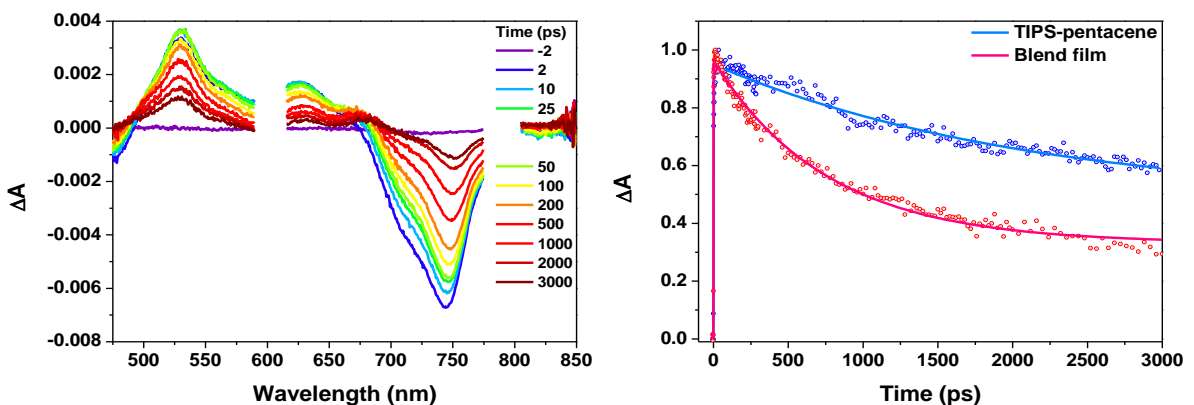 0.004
0.002
0.000
-0.002
-0.004
-0.006
-0.008
ΔA
500 550 600 650 700 750 800 850
Wavelength (nm)
Time (ps)
-2
2
10
25
50
100
200
500
1000
2000
3000
1.0
0.8
0.6
0.4
0.2
0.0
ΔA
0 500 1000 1500 2000 2500 3000
Time (ps)
TIPS-pentacene
Blend film